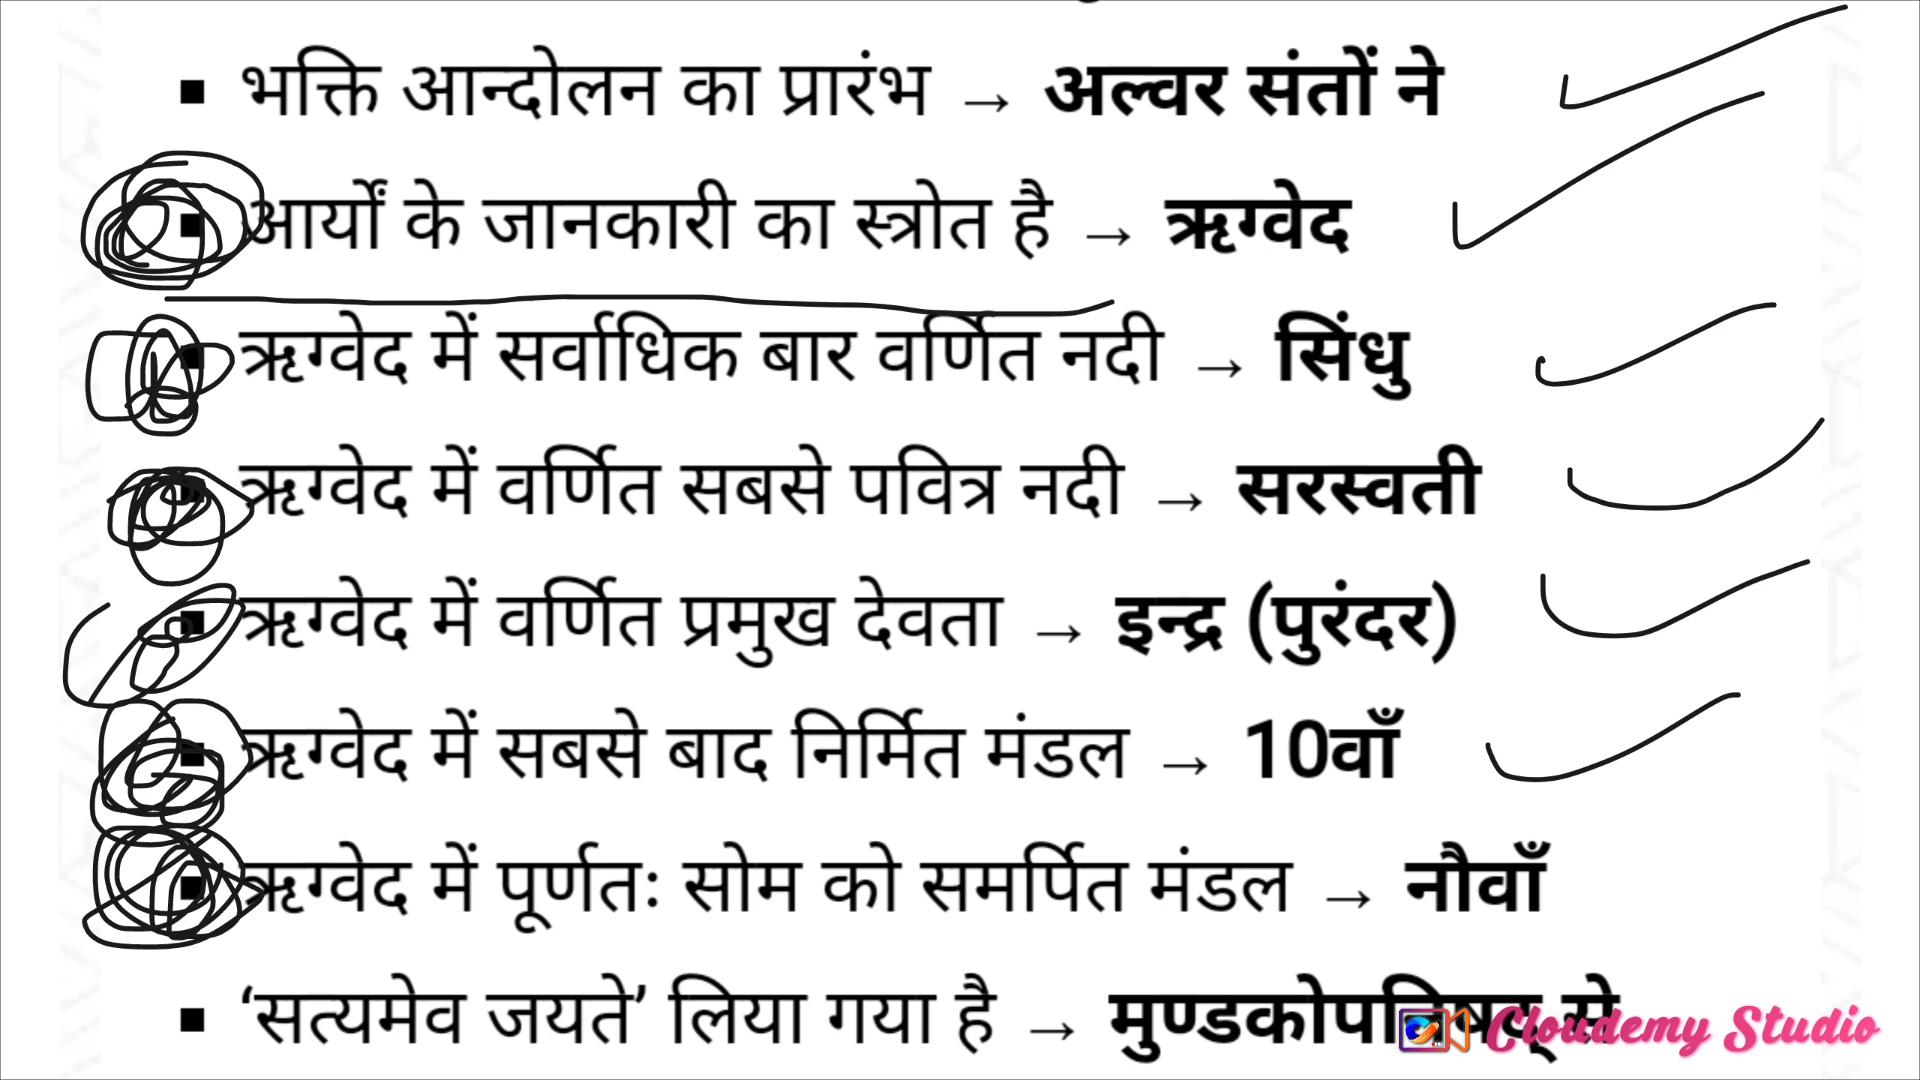 ▪ भक्ति आन्दोलन का प्रारंभ → अल्वर संतों ने
▪ आर्यों के जानकारी का स्त्रोत है → ऋग्वेद
▪ ऋग्वेद में सर्वाधिक बार वर्णित नदी → सिंधु
▪ ऋग्वेद में वर्णित सबसे पवित्र नदी → सरस्वती
▪ ऋग्वेद में वर्णित प्रमुख देवता → इन्द्र (पुरंदर)
▪ ऋग्वेद में सबसे बाद निर्मित मंडल → 10वाँ
▪ ऋग्वेद में पूर्णतः सोम को समर्पित मंडल → नौवाँ
▪ ‘सत्यमेव जयते’ लिया गया है → मुण्डकोपनिषद् से
Cloudemy Studio